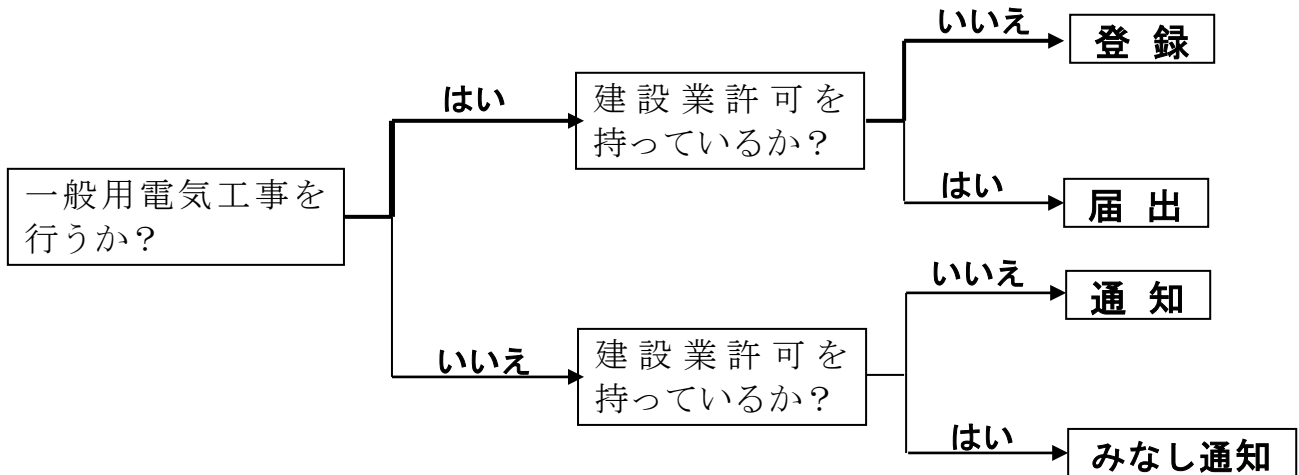 一般用電気工事を
行うか？
はい
建設業許可を
持っているか？
いいえ
登 録
はい
届 出
いいえ
建設業許可を
持っているか？
いいえ
通 知
はい
みなし通知